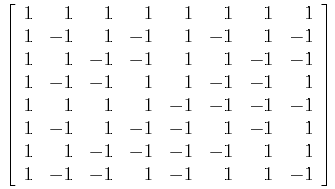 1 1 1 1 1 1 1 1
1 −1 1 −1 1 −1 1 −1
1 1 −1 −1 1 1 −1 −1
1 −1 −1 1 1 −1 −1 1
1 1 1 1 −1 −1 −1 −1
1 −1 1 −1 −1 1 −1 1
1 1 −1 −1 −1 −1 1 1
1 −1 −1 1 −1 1 1 −1